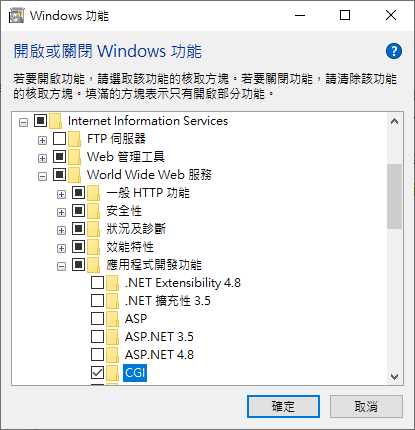 Windows 功能
開啟或關閉 Windows 功能
若要開啟功能，請選取該功能的核取方塊。若要關閉功能，請清除該功能
的核取方塊。填滿的方塊表示只有開啟部分功能。
Internet Information Services
FTP 伺服器
Web 管理工具
World Wide Web 服務
一般 HTTP 功能
安全性
狀況及診斷
效能特性
應用程式開發功能
.NET Extensibility 4.8
.NET 擴充性 3.5
ASP
ASP.NET 3.5
ASP.NET 4.8
CGI
確定
取消